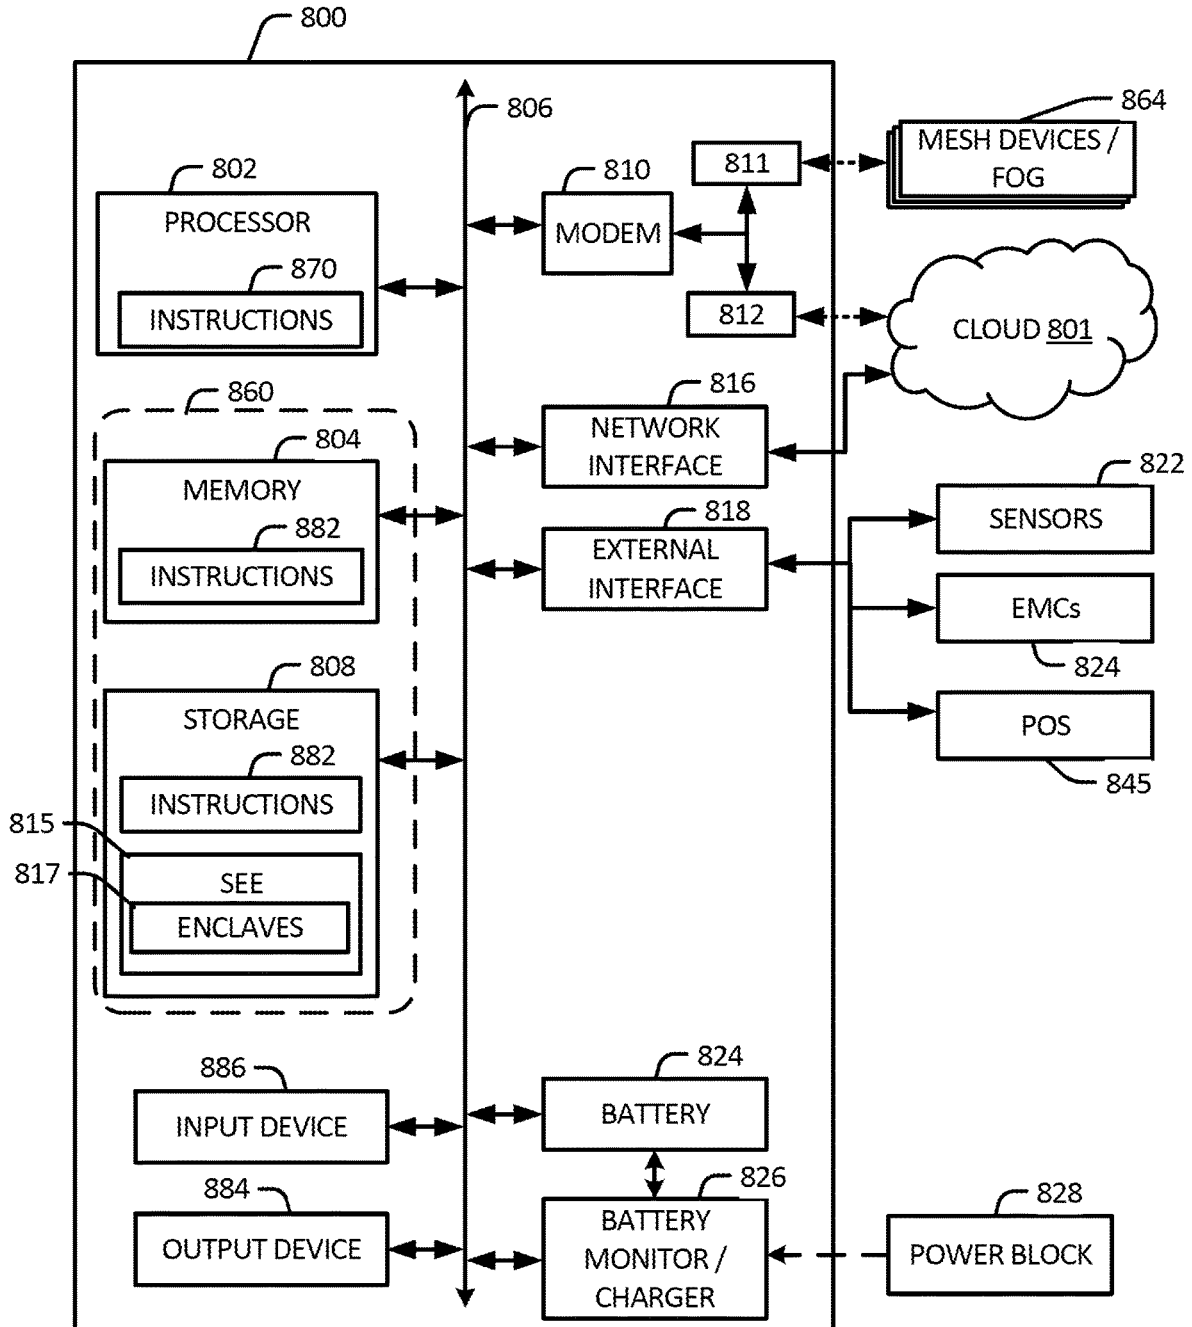 800
806
864
MESH DEVICES /
FOG
802
PROCESSOR
870
INSTRUCTIONS
810
MODEM
811
812
CLOUD 801
860
804
MEMORY
882
INSTRUCTIONS
816
NETWORK
INTERFACE
818
EXTERNAL
INTERFACE
822
SENSORS
EMCs
824
POS
845
808
STORAGE
882
INSTRUCTIONS
815
SEE
817
ENCLAVES
886
INPUT DEVICE
884
OUTPUT DEVICE
824
BATTERY
826
BATTERY
MONITOR /
CHARGER
828
POWER BLOCK